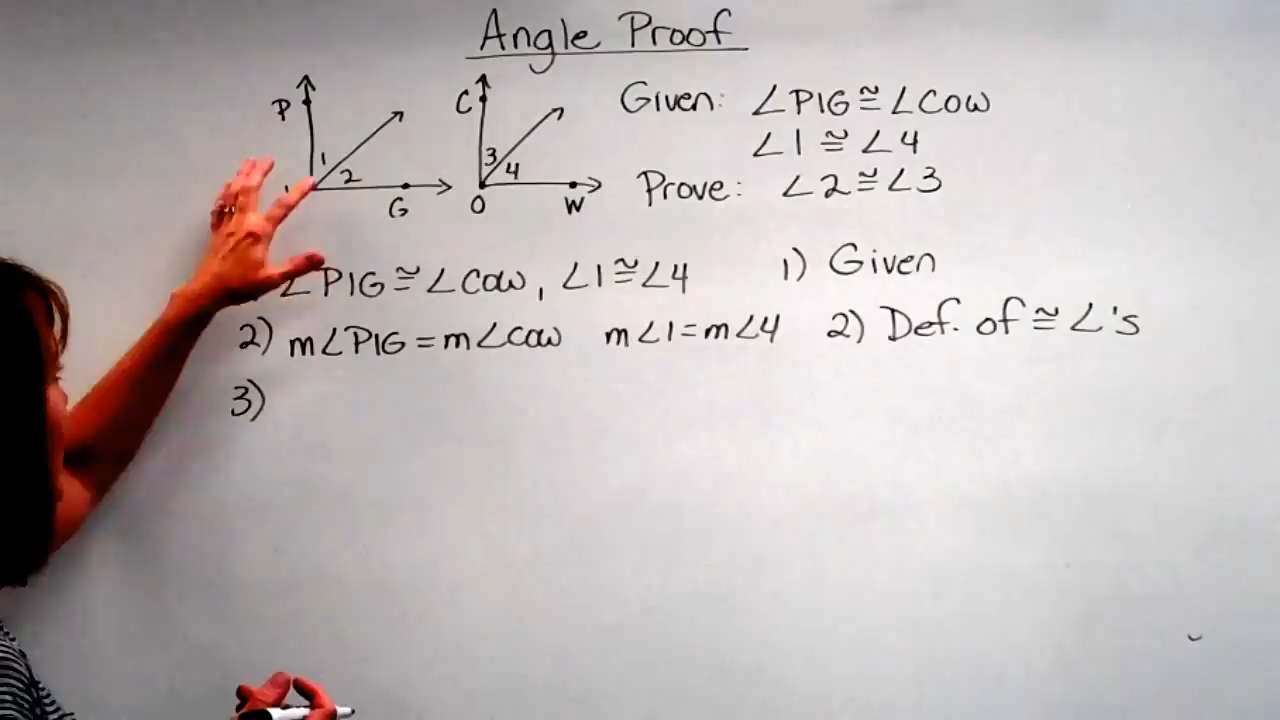 Angle Proof
P 1 2 G
C 3 4 O W
Given: ∠PIG ≅ ∠COW
∠1 ≅ ∠4
Prove: ∠2 ≅ ∠3
∠PIG ≅ ∠COW, ∠1 ≅ ∠4 1) Given
2) m∠PIG = m∠COW m∠1 = m∠4 2) Def. of ≅ ∠'s
3)